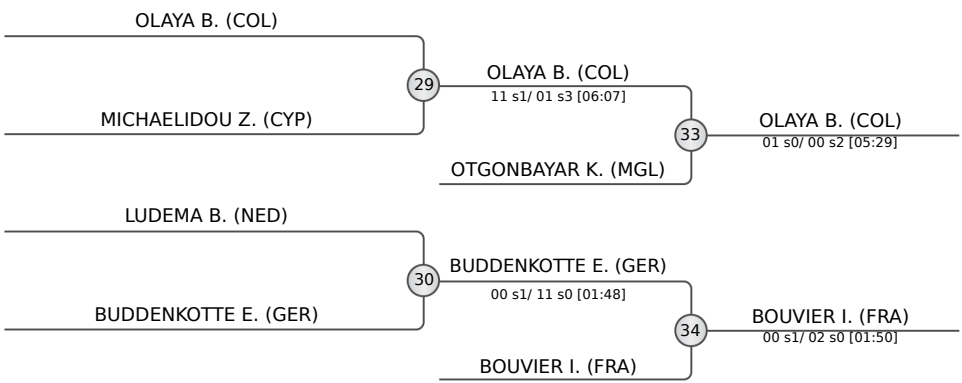 OLAYA B. (COL)
29
MICHAELIDOU Z. (CYP)
OLAYA B. (COL)
11 s1/ 01 s3 [06:07]
33
OTGONBAYAR K. (MGL)
OLAYA B. (COL)
01 s0/ 00 s2 [05:29]
LUDEMA B. (NED)
30
BUDDENKOTTE E. (GER)
BUDDENKOTTE E. (GER)
00 s1/ 11 s0 [01:48]
34
BOUVIER I. (FRA)
BOUVIER I. (FRA)
00 s1/ 02 s0 [01:50]